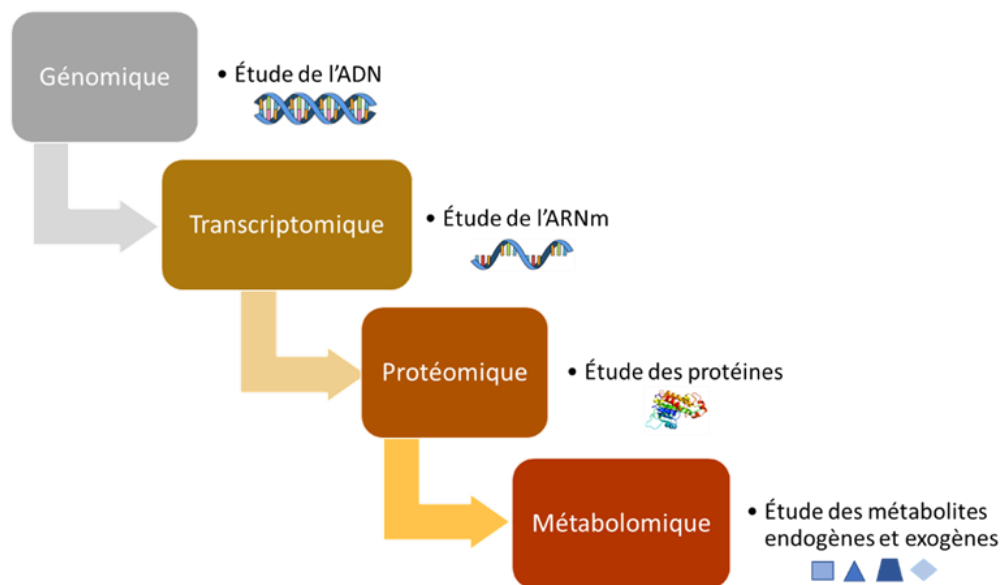 Génomique
• Étude de l'ADN
Transcriptomique
• Étude de l'ARNm
Protéomique
• Étude des protéines
Métabolomique
• Étude des métabolites
endogènes et exogènes